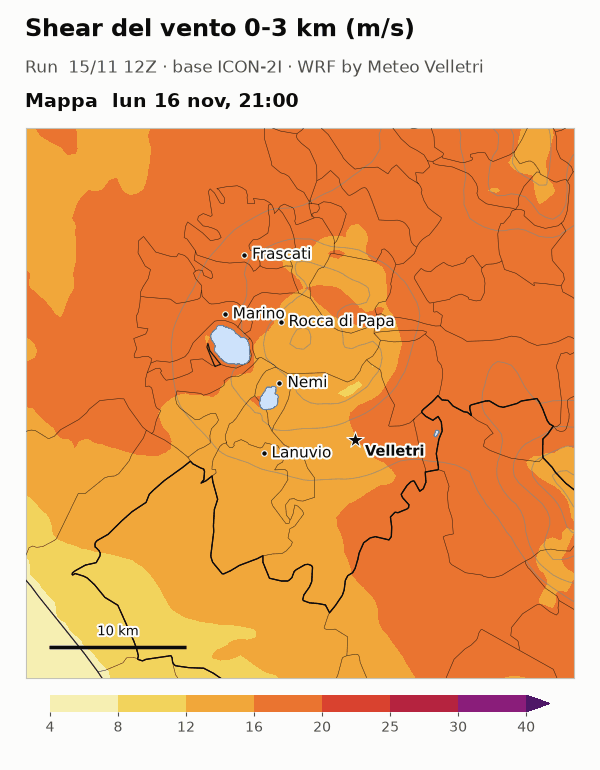 Shear del vento 0-3 km (m/s)
Run  15/11 12Z · base ICON-2I · WRF by Meteo Velletri
Mappa  lun 16 nov, 21:00
Frascati
Marino
Rocca di Papa
Nemi
Velletri
Lanuvio
10 km
4 8 12 16 20 25 30 40